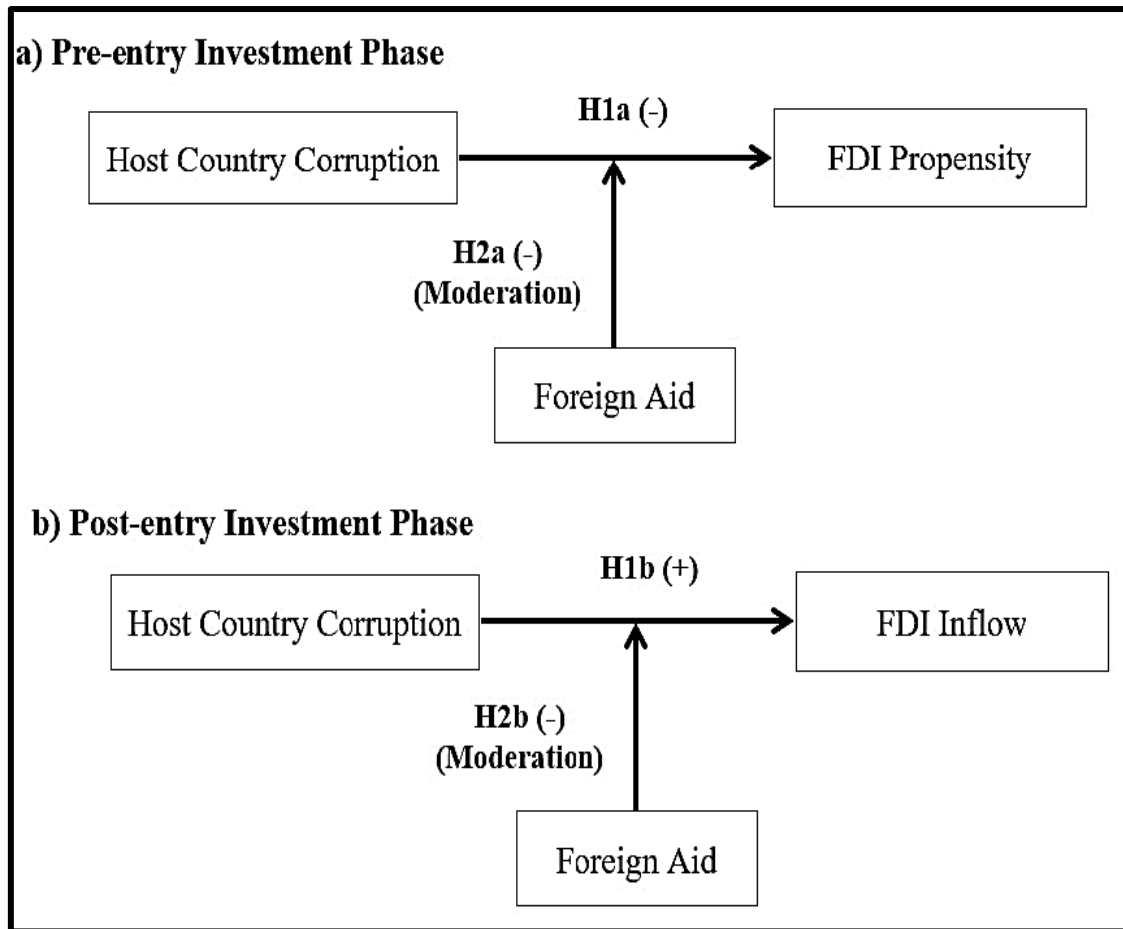 a) Pre-entry Investment Phase
H1a (-)
Host Country Corruption
FDI Propensity
H2a (-)
(Moderation)
Foreign Aid
b) Post-entry Investment Phase
H1b (+)
Host Country Corruption
FDI Inflow
H2b (-)
(Moderation)
Foreign Aid